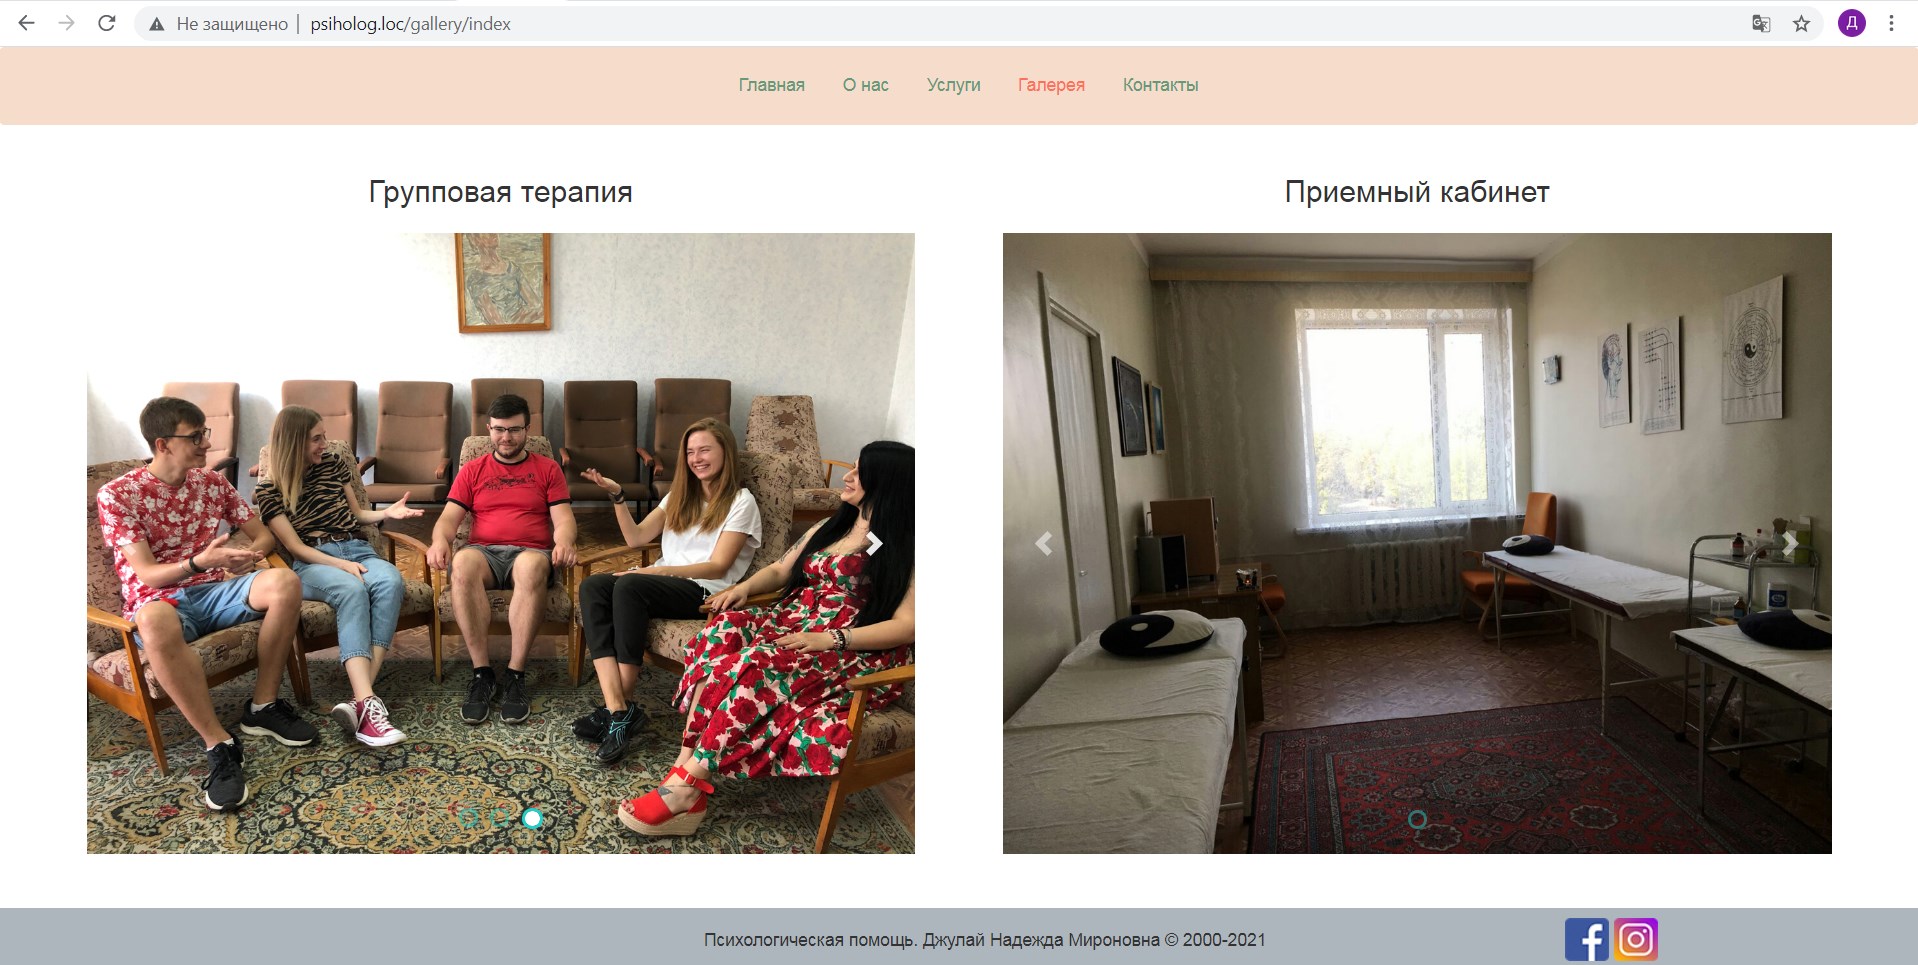 Не защищено | psiholog.loc/gallery/index
Д
Главная О нас Услуги Галерея Контакты
Групповая терапия
Приемный кабинет
Психологическая помощь. Джулай Надежда Мироновна © 2000-2021